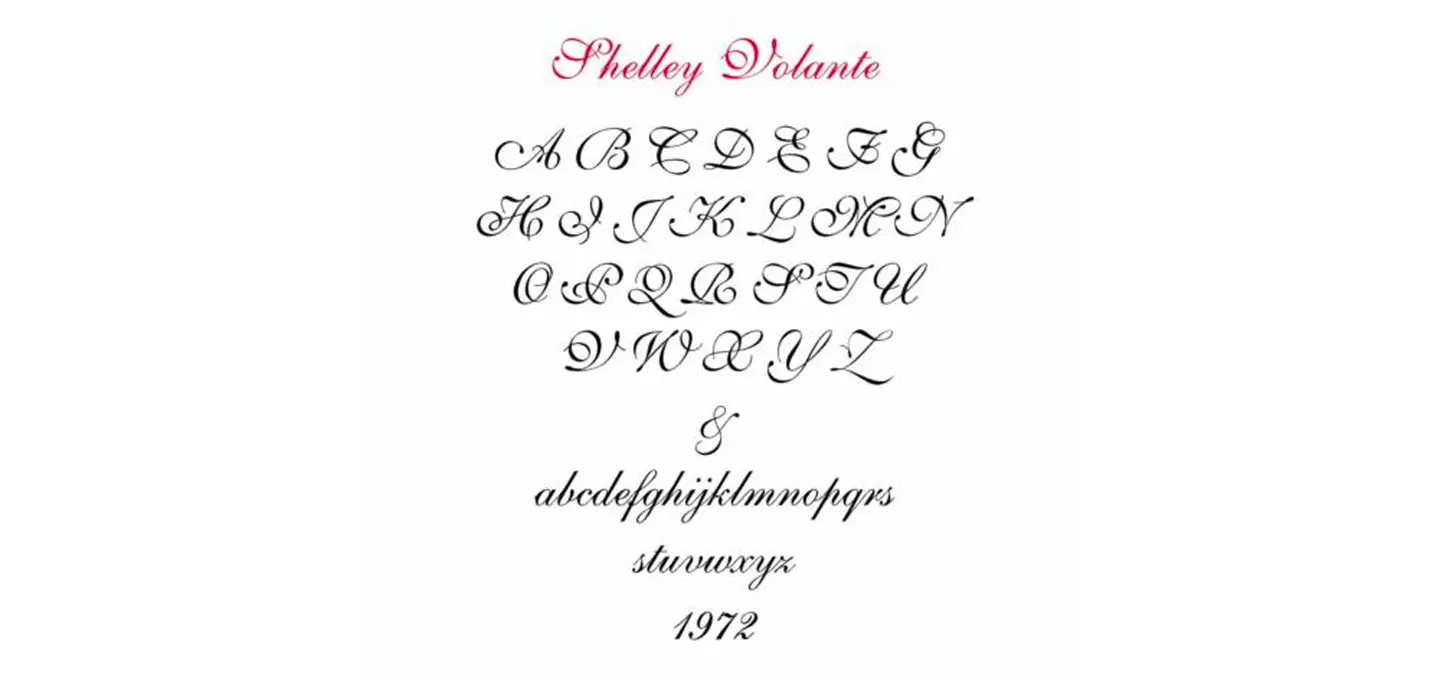 Shelley Volante
A B C D E F G
H I J K L M N
O P Q R S T U
V W X Y Z
&
abcdefghijklmnopqrs
stuvwxyz
1972